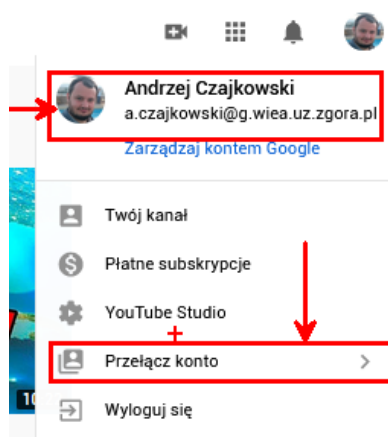 Andrzej Czajkowski
a.czajkowski@g.wiea.uz.zgora.pl
Zarządzaj kontem Google
Twój kanał
Płatne subskrypcje
YouTube Studio
Przełącz konto
Wyloguj się